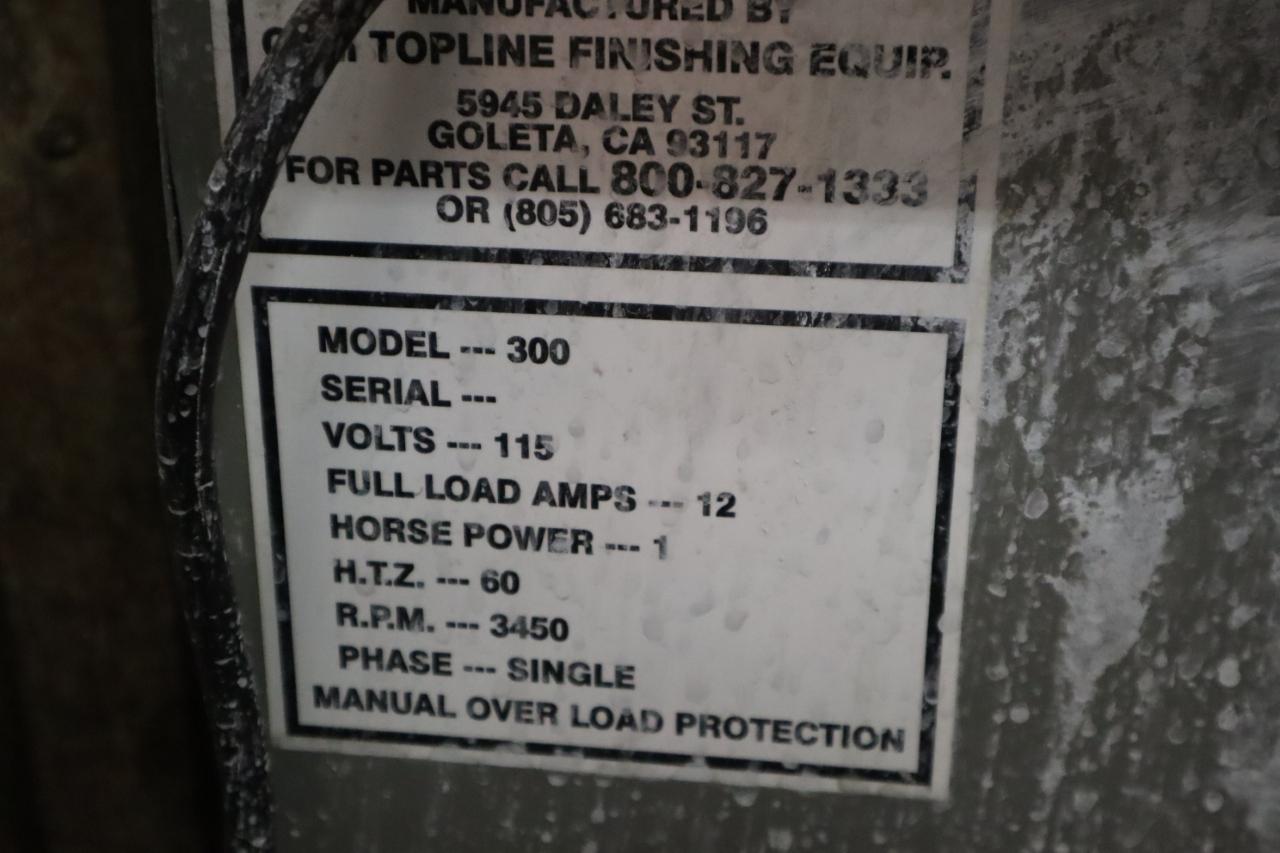 MANUFACTURED BY
TOPLINE FINISHING EQUIP.
5945 DALEY ST.
GOLETA, CA 93117
FOR PARTS CALL 800-827-1333
OR (805) 683-1196
MODEL --- 300
SERIAL ---
VOLTS --- 115
FULL LOAD AMPS --- 12
HORSE POWER --- 1
H.T.Z. --- 60
R.P.M. --- 3450
PHASE --- SINGLE
MANUAL OVER LOAD PROTECTION